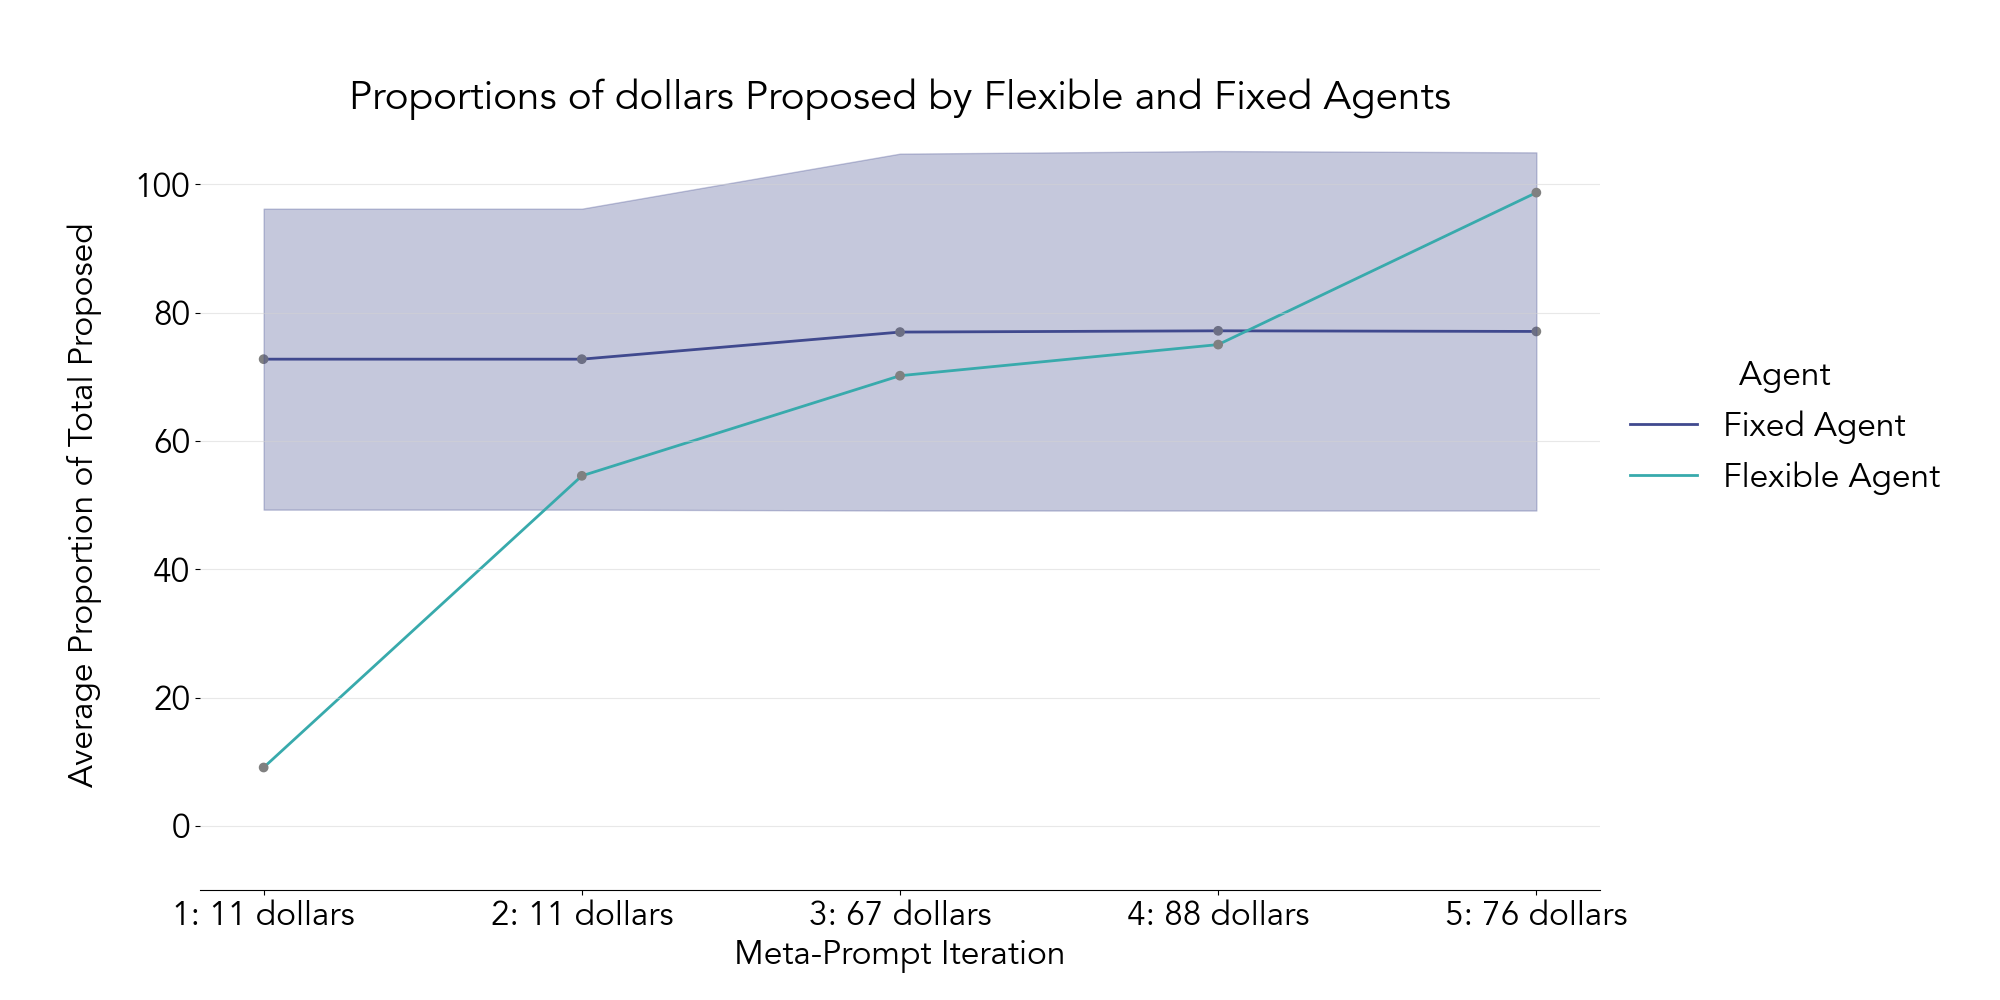 Proportions of dollars Proposed by Flexible and Fixed Agents
Average Proportion of Total Proposed
100
80
60
40
20
0
1: 11 dollars
2: 11 dollars
3: 67 dollars
4: 88 dollars
5: 76 dollars
Meta-Prompt Iteration
Agent
Fixed Agent
Flexible Agent